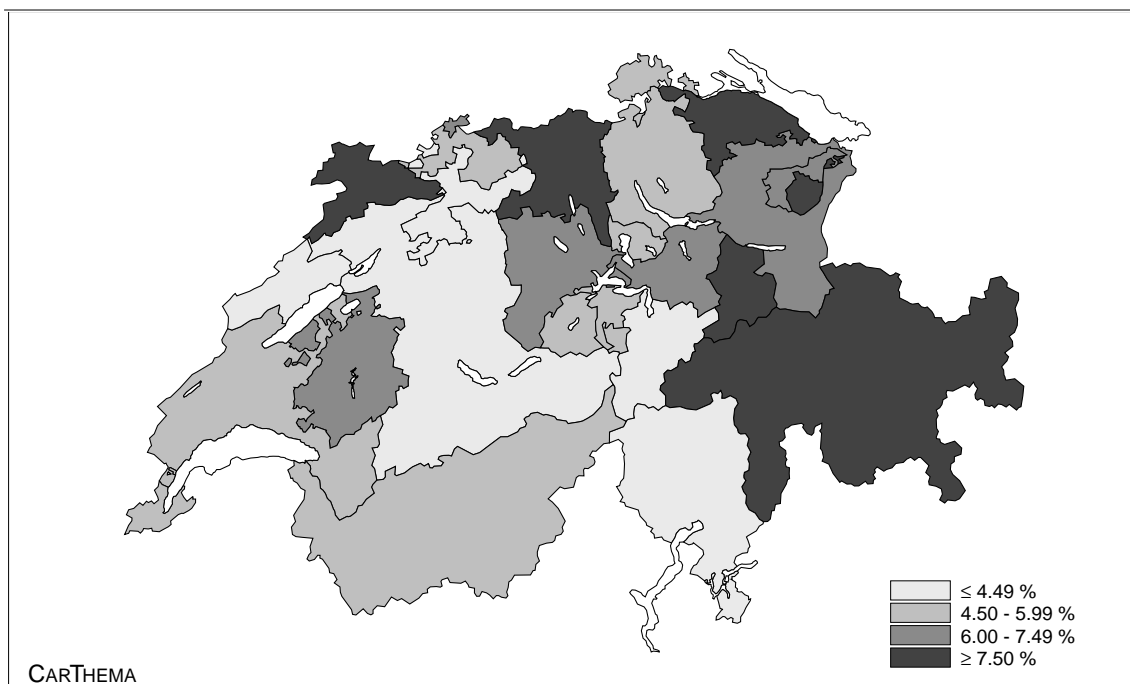 ≤ 4.49 %
4.50 - 5.99 %
6.00 - 7.49 %
≥ 7.50 %
CARTHEMA